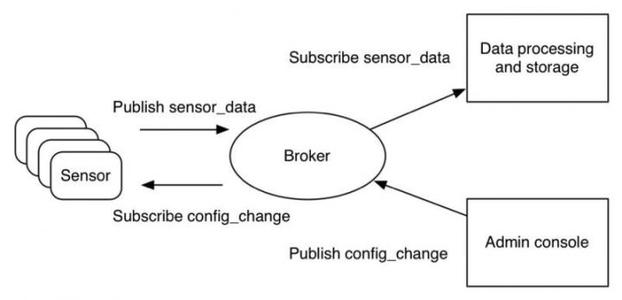 Subscribe sensor_data
Data processing
and storage
Publish sensor_data
Broker
Sensor
Subscribe config_change
Publish config_change
Admin console